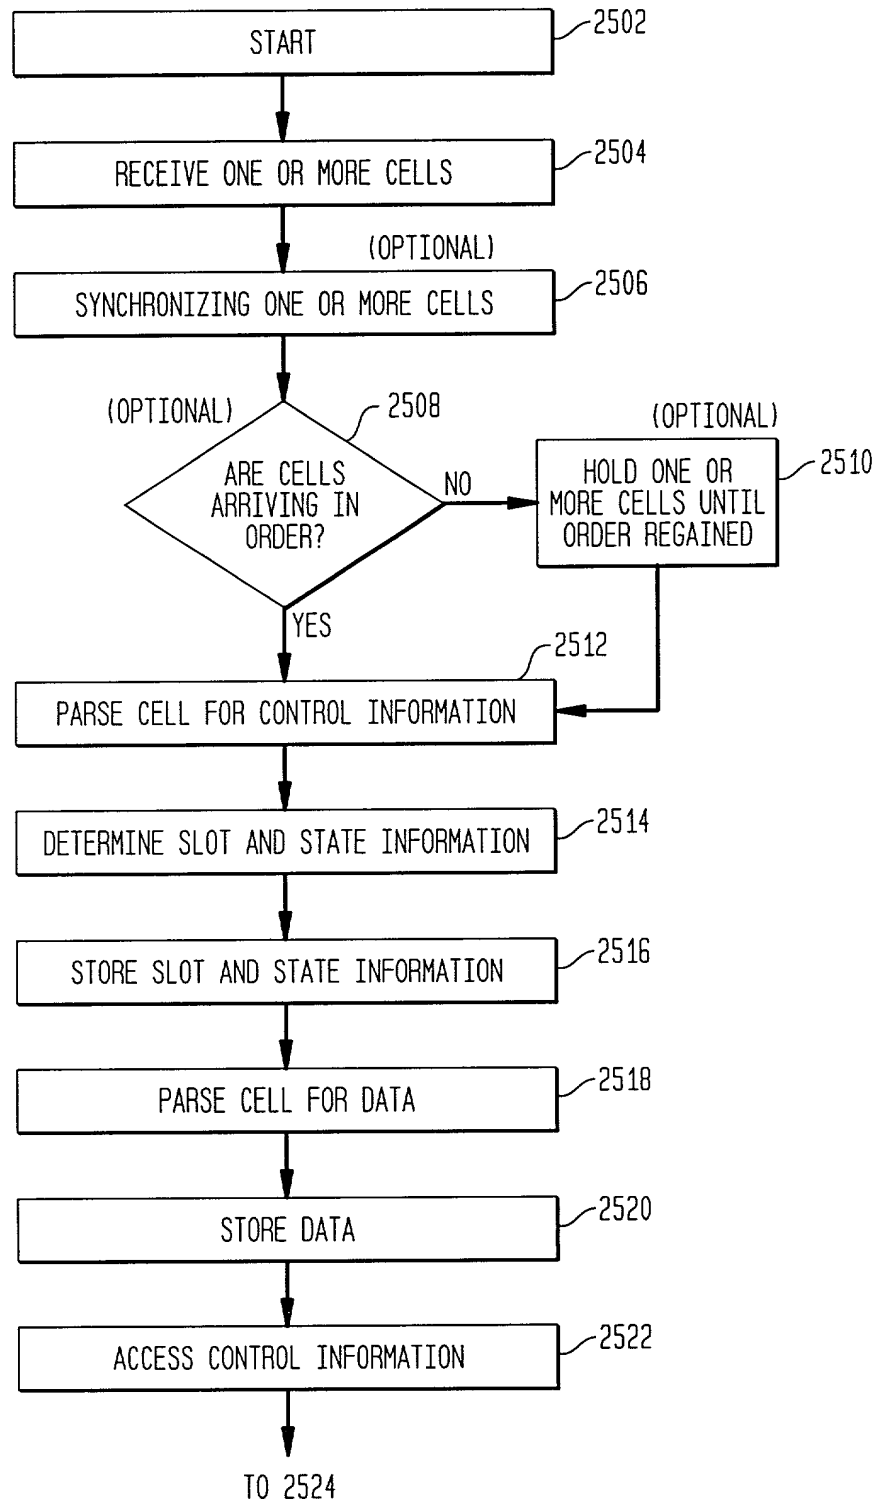 START
2502
RECEIVE ONE OR MORE CELLS
2504
(OPTIONAL)
SYNCHRONIZING ONE OR MORE CELLS
2506
(OPTIONAL)
2508
ARE CELLS
ARRIVING IN
ORDER?
NO
YES
(OPTIONAL)
HOLD ONE OR
MORE CELLS UNTIL
ORDER REGAINED
2510
2512
PARSE CELL FOR CONTROL INFORMATION
DETERMINE SLOT AND STATE INFORMATION
2514
STORE SLOT AND STATE INFORMATION
2516
PARSE CELL FOR DATA
2518
STORE DATA
2520
ACCESS CONTROL INFORMATION
2522
TO 2524